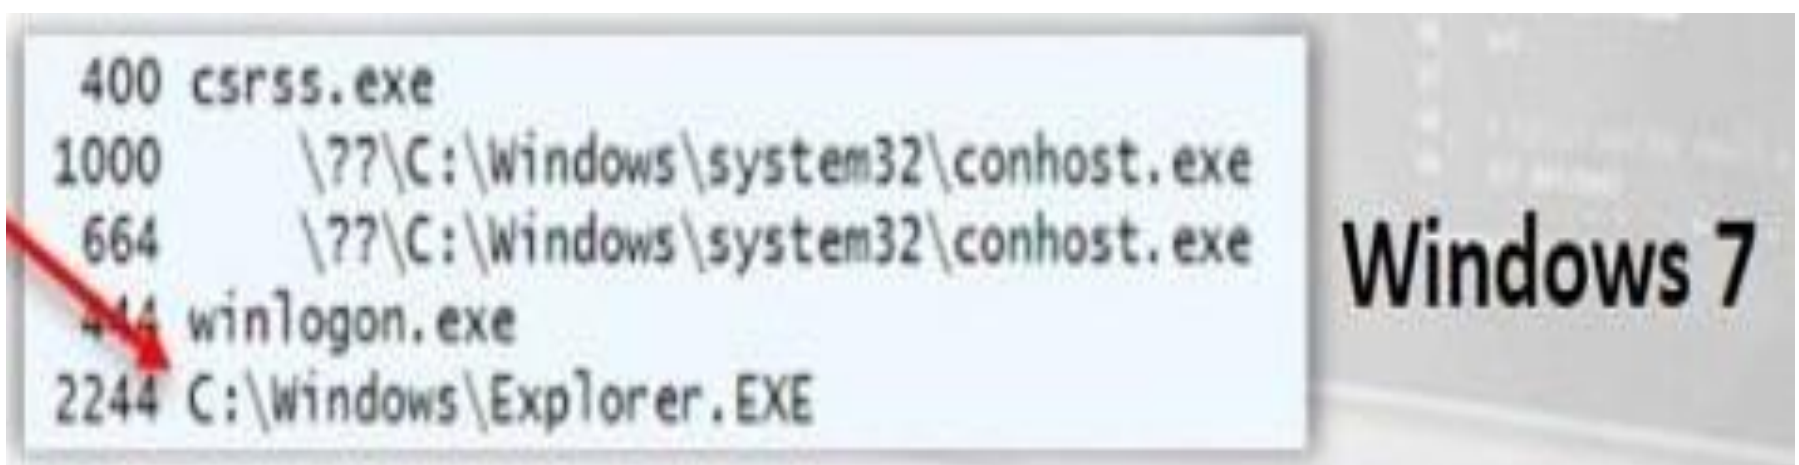 400 csrss.exe
1000 \??\C:\Windows\system32\conhost.exe
664 \??\C:\Windows\system32\conhost.exe
winlogon.exe
2244 C:\Windows\Explorer.EXE
Windows 7